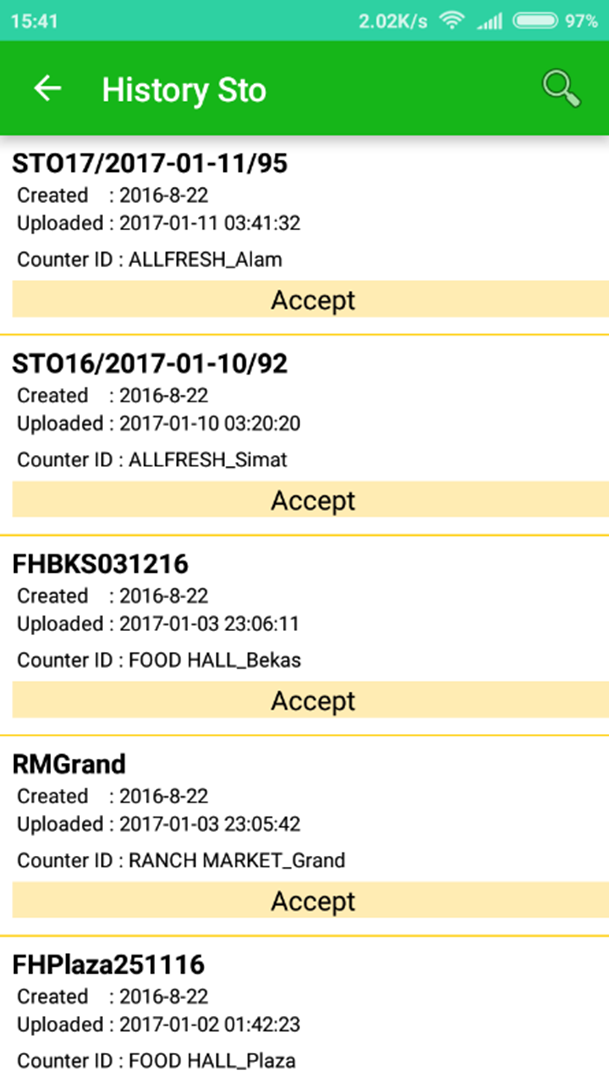 15:41 2.02K/s 97%
History Sto
STO17/2017-01-11/95
Created : 2016-8-22
Uploaded : 2017-01-11 03:41:32
Counter ID : ALLFRESH_Alam
Accept
STO16/2017-01-10/92
Created : 2016-8-22
Uploaded : 2017-01-10 03:20:20
Counter ID : ALLFRESH_Simat
Accept
FHBKS031216
Created : 2016-8-22
Uploaded : 2017-01-03 23:06:11
Counter ID : FOOD HALL_Bekas
Accept
RMGrand
Created : 2016-8-22
Uploaded : 2017-01-03 23:05:42
Counter ID : RANCH MARKET_Grand
Accept
FHPlaza251116
Created : 2016-8-22
Uploaded : 2017-01-02 01:42:23
Counter ID : FOOD HALL_Plaza